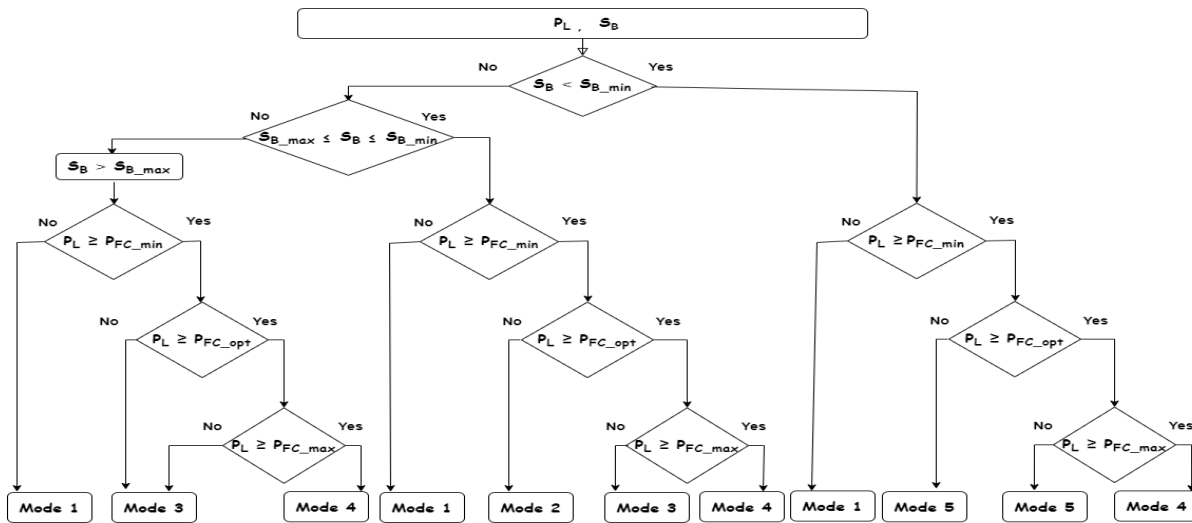 P_L , S_B
No
Yes
S_B < S_B_min
No
Yes
S_B_max ≤ S_B ≤ S_B_min
S_B > S_B_max
No
Yes
P_L ≥ P_FC_min
No
Yes
P_L ≥ P_FC_min
No
Yes
P_L ≥ P_FC_min
No
Yes
P_L ≥ P_FC_opt
No
Yes
P_L ≥ P_FC_opt
No
Yes
P_L ≥ P_FC_opt
No
Yes
P_L ≥ P_FC_max
No
Yes
P_L ≥ P_FC_max
No
Yes
P_L ≥ P_FC_max
Mode 1
Mode 3
Mode 4
Mode 1
Mode 2
Mode 3
Mode 4
Mode 1
Mode 5
Mode 5
Mode 4